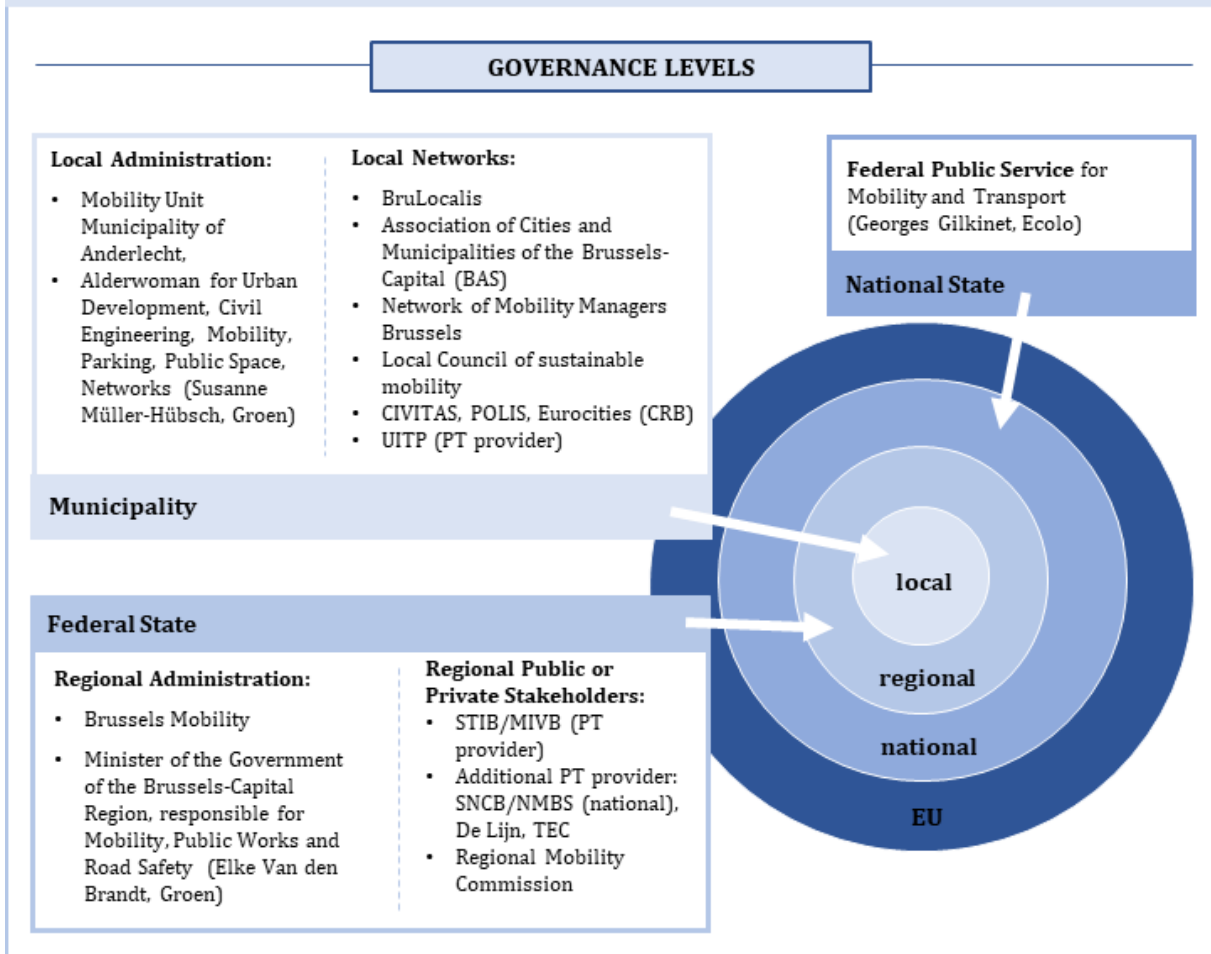 GOVERNANCE LEVELS
Local Administration:
• Mobility Unit
Municipality of
Anderlecht,
• Alderwoman for Urban
Development, Civil
Engineering, Mobility,
Parking, Public Space,
Networks (Susanne
Müller-Hübsch, Groen)
Local Networks:
• BruLocalis
• Association of Cities and
Municipalities of the Brussels-
Capital (BAS)
• Network of Mobility Managers
Brussels
• Local Council of sustainable
mobility
• CIVITAS, POLIS, Eurocities (CRB)
• UITP (PT provider)
Municipality
Federal Public Service for
Mobility and Transport
(Georges Gilkinet, Ecolo)
National State
Federal State
Regional Administration:
• Brussels Mobility
• Minister of the Government
of the Brussels-Capital
Region, responsible for
Mobility, Public Works and
Road Safety (Elke Van den
Brandt, Groen)
Regional Public or
Private Stakeholders:
• STIB/MIVB (PT
provider)
• Additional PT provider:
SNCB/NMBS (national),
De Lijn, TEC
• Regional Mobility
Commission
local
regional
national
EU